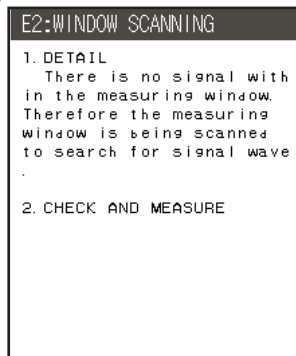 E2:WINDOW SCANNING
1. DETAIL
There is no signal with
in the measuring window.
Therefore the measuring
window is being scanned
to search for signal wave
.
2. CHECK AND MEASURE